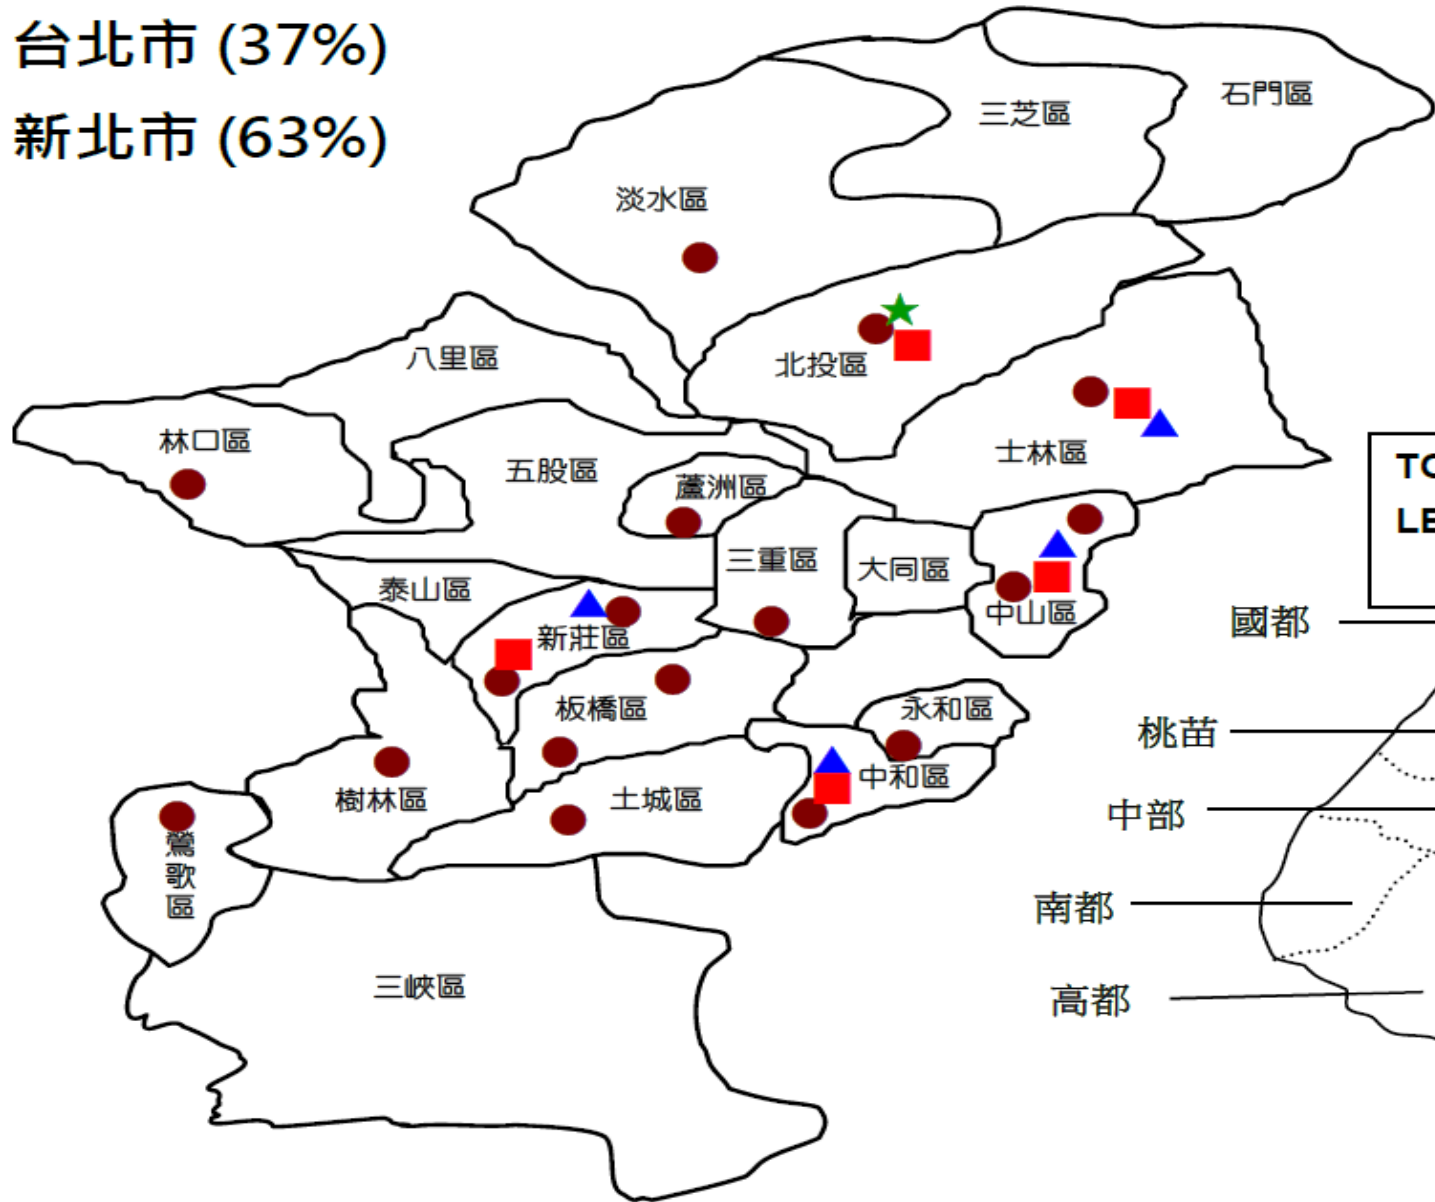 台北市 (37%)
新北市 (63%)
石門區
三芝區
淡水區
北投區
八里區
林口區
士林區
五股區
蘆洲區
三重區
大同區
泰山區
中山區
新莊區
板橋區
永和區
中和區
樹林區
土城區
鶯歌區
三峽區
TO
LE
國都
桃苗
中部
南都
高都